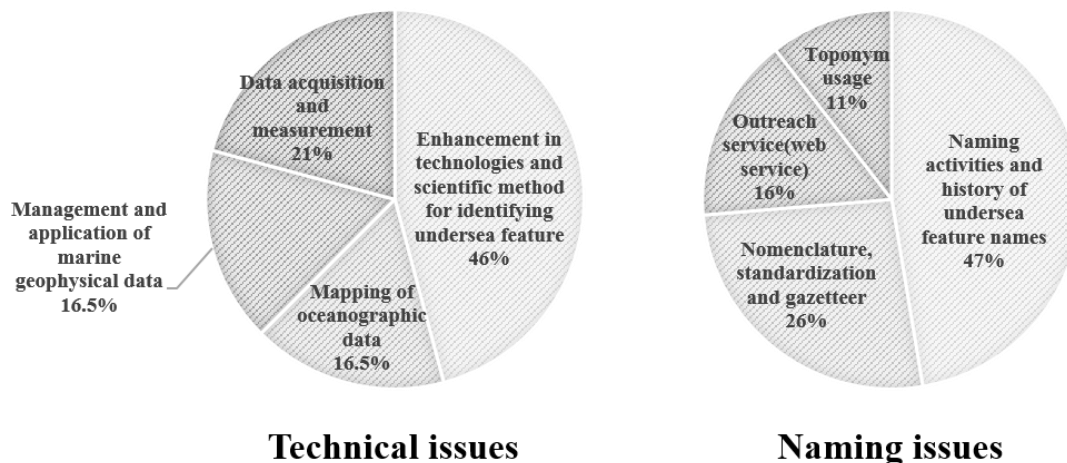 Data acquisition
and
measurement
21%
Enhancement in
technologies and
scientific method
for identifying
undersea feature
46%
Management and
application of
marine
geophysical data
16.5%
Mapping of
oceanographic
data
16.5%
Technical issues
Toponym
usage
11%
Outreach
service(web
service)
16%
Naming
activities and
history of
undersea
feature names
47%
Nomenclature,
standardization
and gazetteer
26%
Naming issues